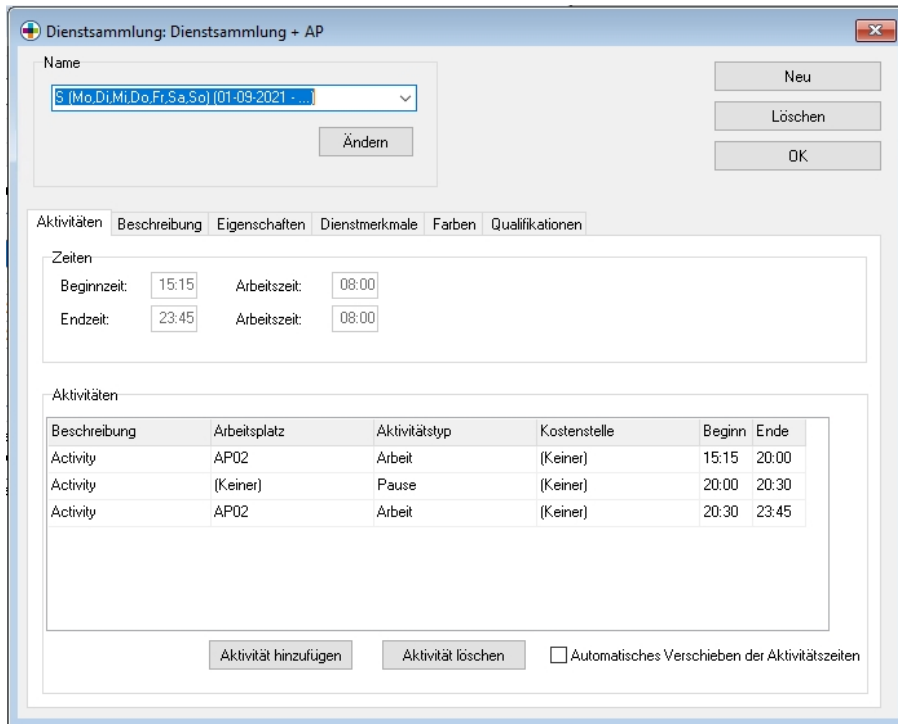 Dienstsammlung: Dienstsammlung + AP
Name
S (Mo,Di,Mi,Do,Fr,Sa,So) (01-09-2021 - ...)
Ändern
Neu
Löschen
OK
Aktivitäten Beschreibung Eigenschaften Dienstmerkmale Farben Qualifikationen
Zeiten
Beginnzeit: 15:15 Arbeitszeit: 08:00
Endzeit: 23:45 Arbeitszeit: 08:00
Aktivitäten
Beschreibung Arbeitsplatz Aktivitätstyp Kostenstelle Beginn Ende
Activity AP02 Arbeit (Keiner) 15:15 20:00
Activity (Keiner) Pause (Keiner) 20:00 20:30
Activity AP02 Arbeit (Keiner) 20:30 23:45
Aktivität hinzufügen Aktivität löschen Automatisches Verschieben der Aktivitätszeiten